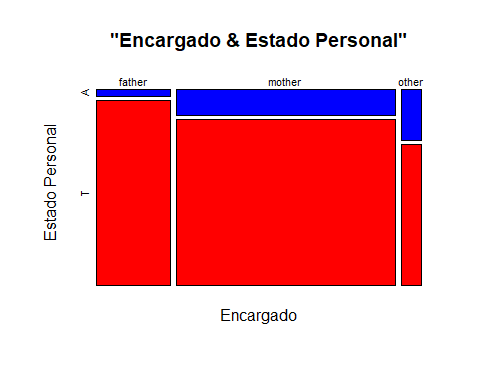 "Encargado & Estado Personal"
father mother other
A
T
Estado Personal
Encargado